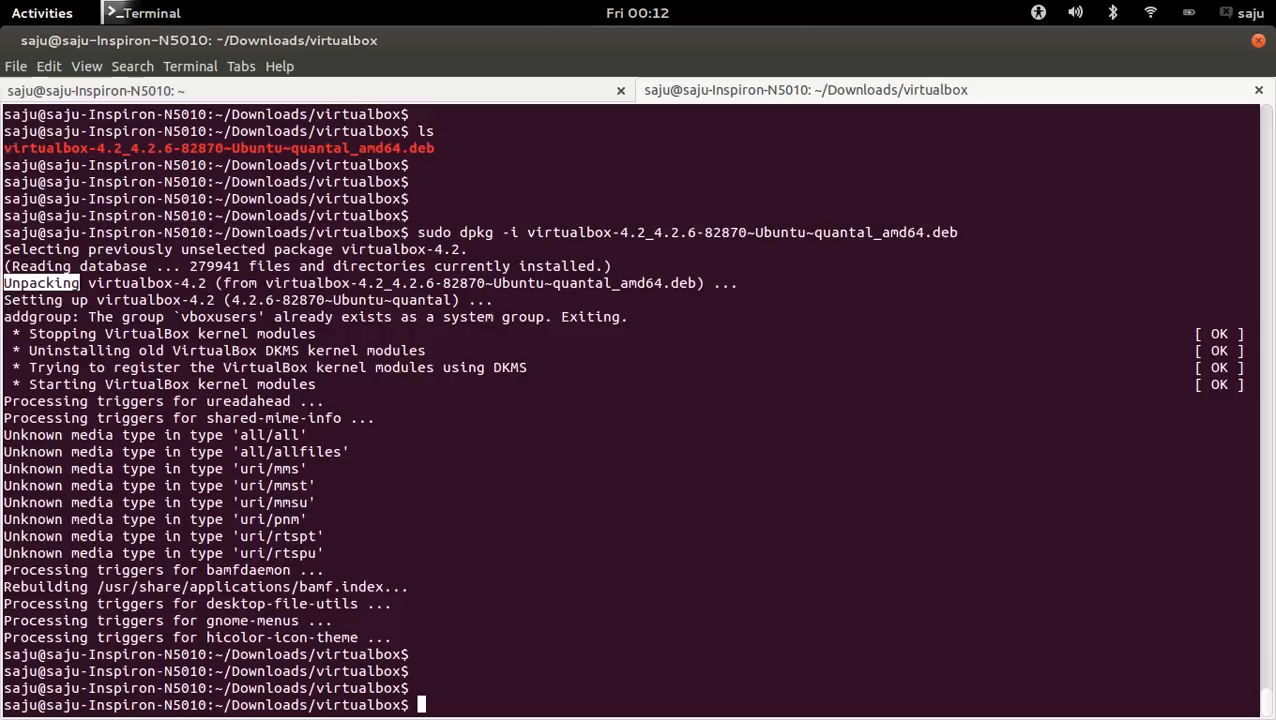 Activities
Terminal
Fri 00:12
saju
saju@saju-Inspiron-N5010: ~/Downloads/virtualbox
File Edit View Search Terminal Tabs Help
saju@saju-Inspiron-N5010: ~
saju@saju-Inspiron-N5010: ~/Downloads/virtualbox
saju@saju-Inspiron-N5010:~/Downloads/virtualbox$
saju@saju-Inspiron-N5010:~/Downloads/virtualbox$ ls
virtualbox-4.2_4.2.6-82870~Ubuntu~quantal_amd64.deb
saju@saju-Inspiron-N5010:~/Downloads/virtualbox$
saju@saju-Inspiron-N5010:~/Downloads/virtualbox$
saju@saju-Inspiron-N5010:~/Downloads/virtualbox$
saju@saju-Inspiron-N5010:~/Downloads/virtualbox$
saju@saju-Inspiron-N5010:~/Downloads/virtualbox$ sudo dpkg -i virtualbox-4.2_4.2.6-82870~Ubuntu~quantal_amd64.deb
Selecting previously unselected package virtualbox-4.2.
(Reading database ... 279941 files and directories currently installed.)
Unpacking virtualbox-4.2 (from virtualbox-4.2_4.2.6-82870~Ubuntu~quantal_amd64.deb) ...
Setting up virtualbox-4.2 (4.2.6-82870~Ubuntu~quantal) ...
addgroup: The group `vboxusers' already exists as a system group. Exiting.
* Stopping VirtualBox kernel modules [ OK ]
* Uninstalling old VirtualBox DKMS kernel modules [ OK ]
* Trying to register the VirtualBox kernel modules using DKMS [ OK ]
* Starting VirtualBox kernel modules [ OK ]
Processing triggers for ureadahead ...
Processing triggers for shared-mime-info ...
Unknown media type in type 'all/all'
Unknown media type in type 'all/allfiles'
Unknown media type in type 'uri/mms'
Unknown media type in type 'uri/mmst'
Unknown media type in type 'uri/mmsu'
Unknown media type in type 'uri/pnm'
Unknown media type in type 'uri/rtspt'
Unknown media type in type 'uri/rtspu'
Processing triggers for bamfdaemon ...
Rebuilding /usr/share/applications/bamf.index...
Processing triggers for desktop-file-utils ...
Processing triggers for gnome-menus ...
Processing triggers for hicolor-icon-theme ...
saju@saju-Inspiron-N5010:~/Downloads/virtualbox$
saju@saju-Inspiron-N5010:~/Downloads/virtualbox$
saju@saju-Inspiron-N5010:~/Downloads/virtualbox$
saju@saju-Inspiron-N5010:~/Downloads/virtualbox$